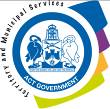 Territory and Municipal Services
ACT GOVERNMENT